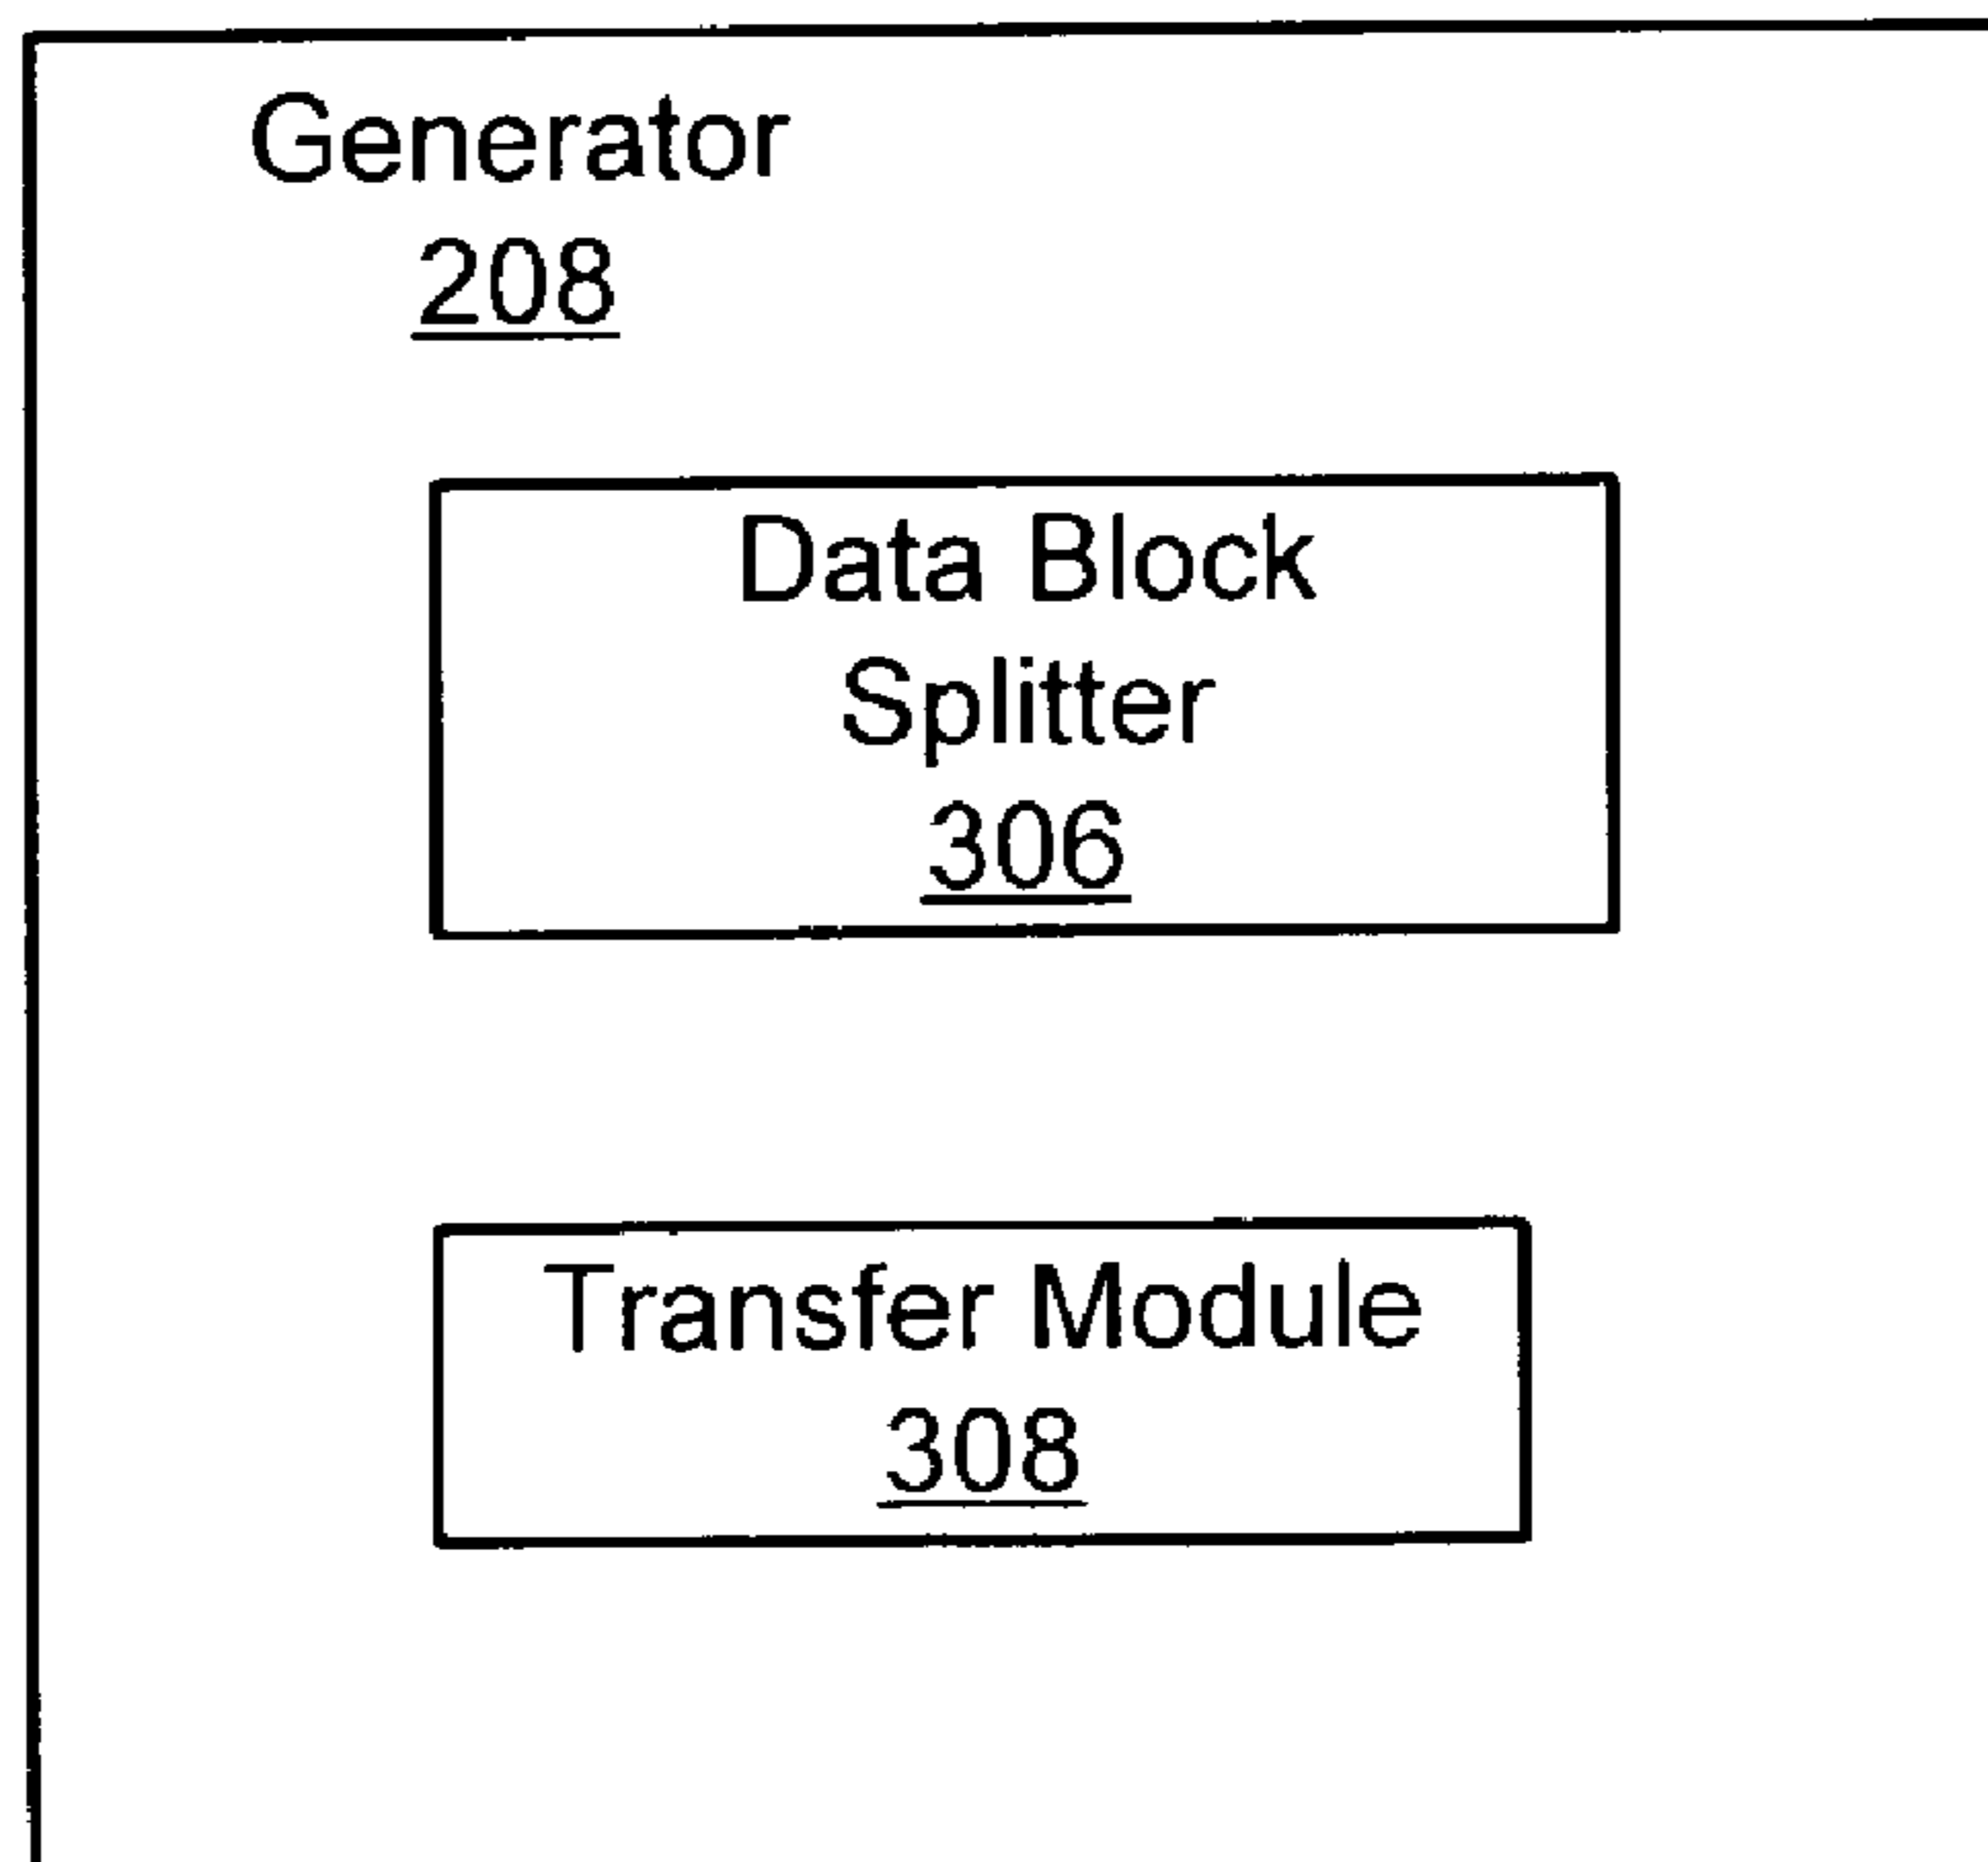 Generator
208
Data Block
Splitter
306
Transfer Module
308